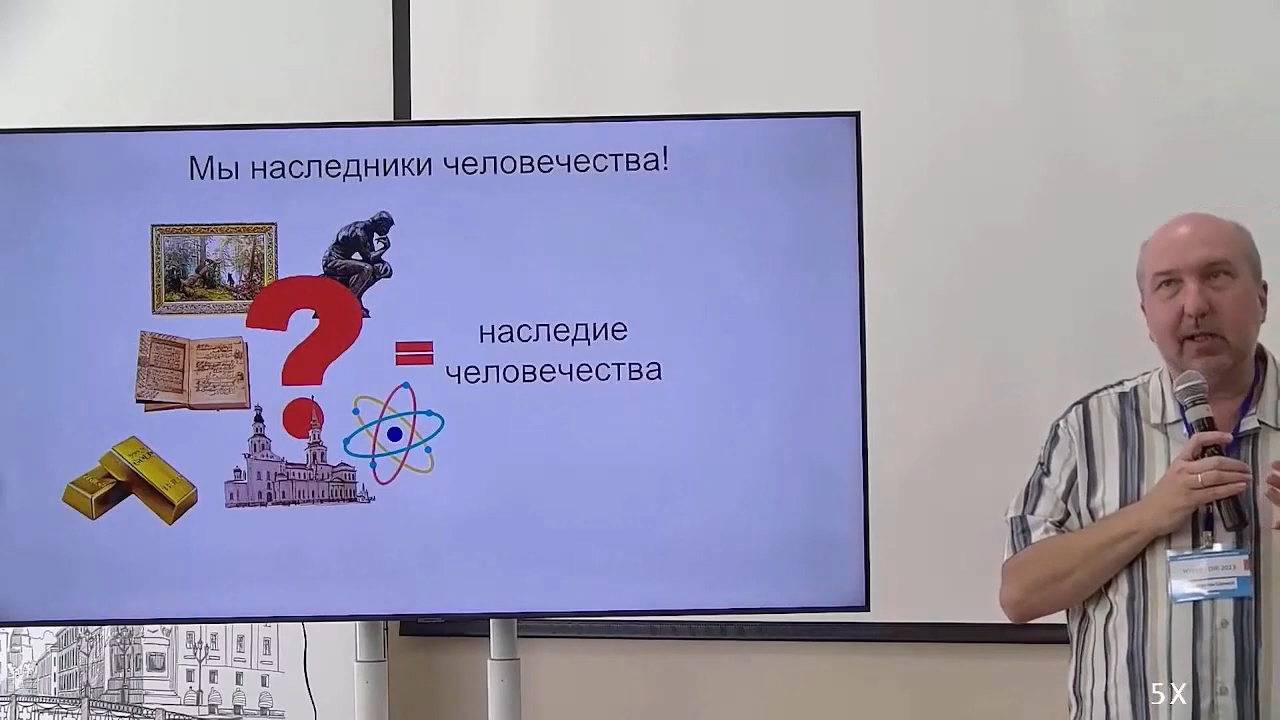 Мы наследники человечества!
наследие
человечества
5X